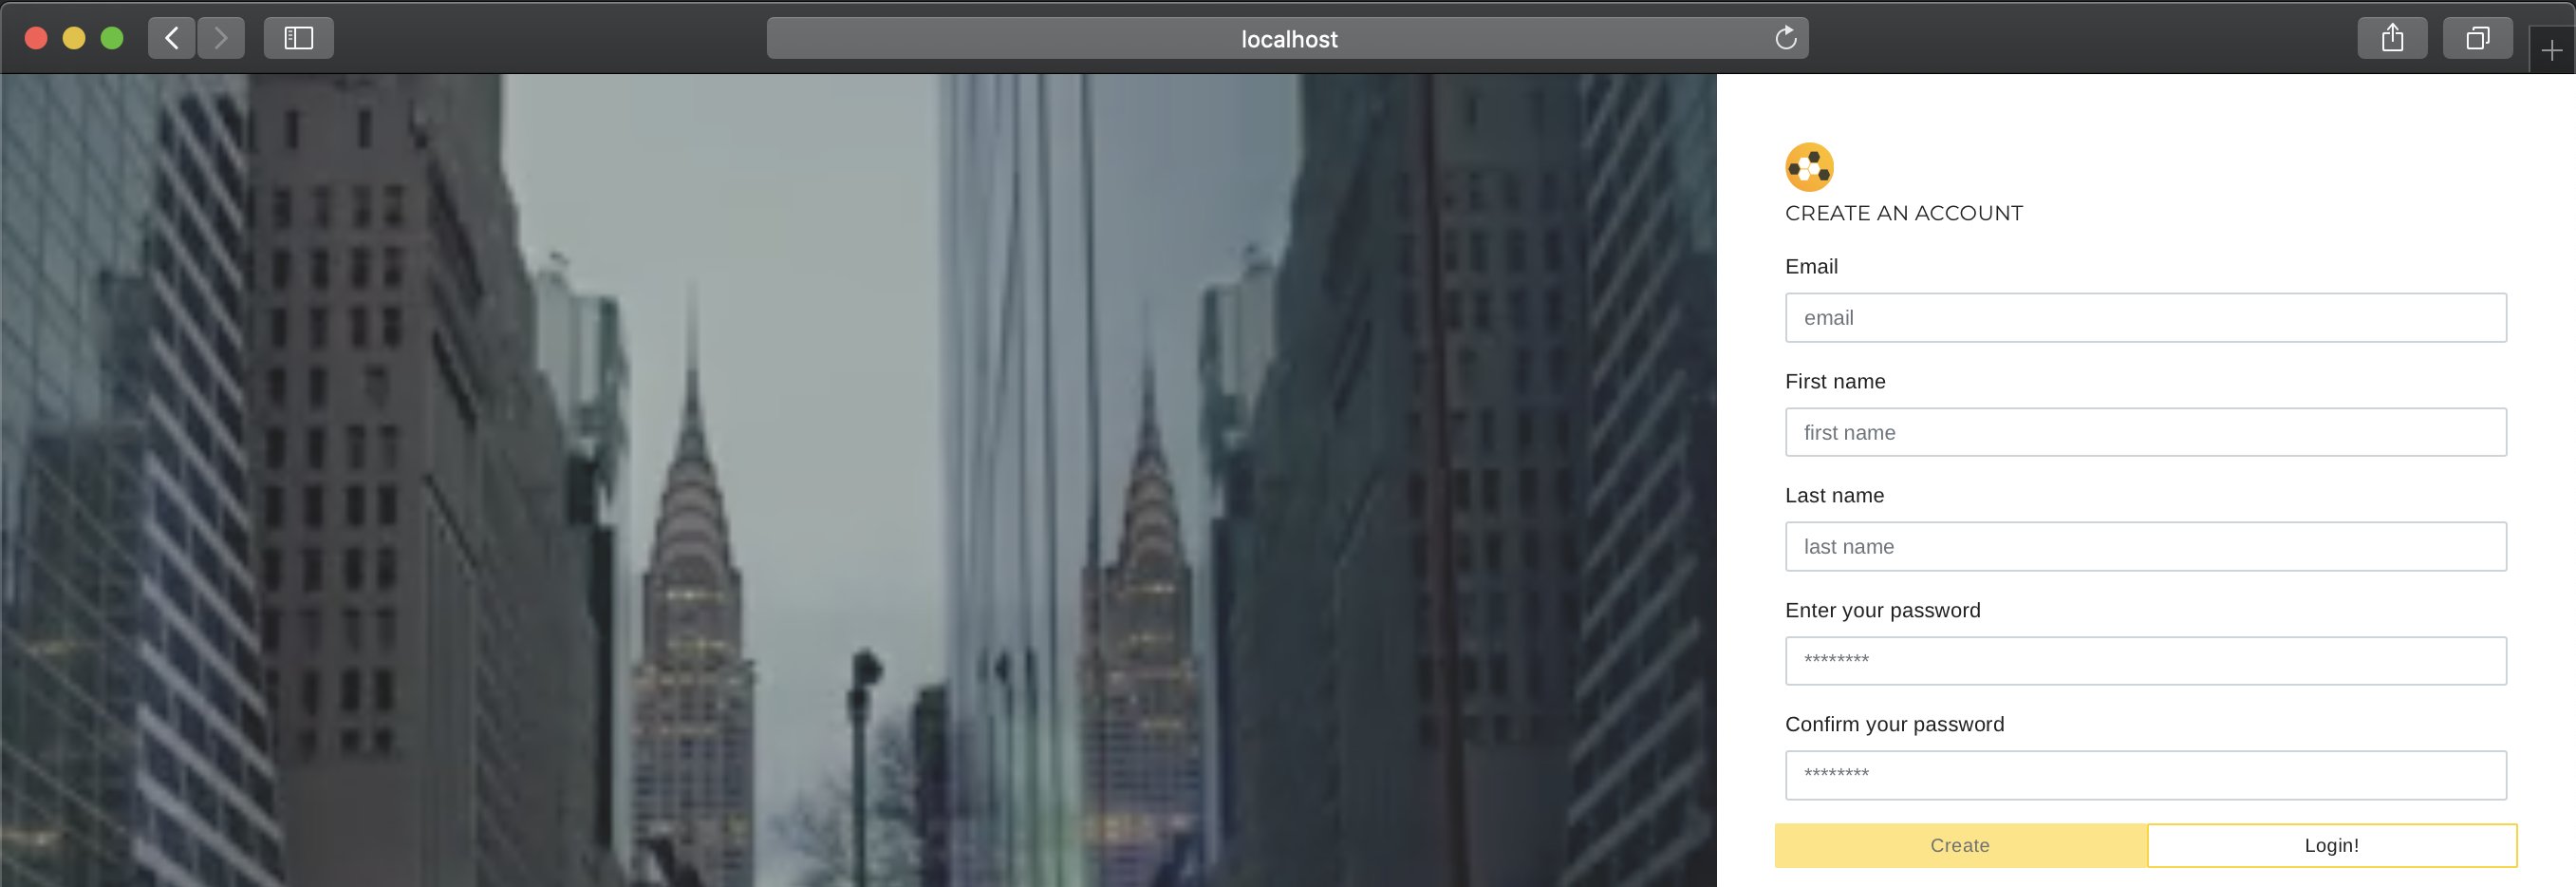 localhost
CREATE AN ACCOUNT
Email
email
First name
first name
Last name
last name
Enter your password
********
Confirm your password
********
Create
Login!